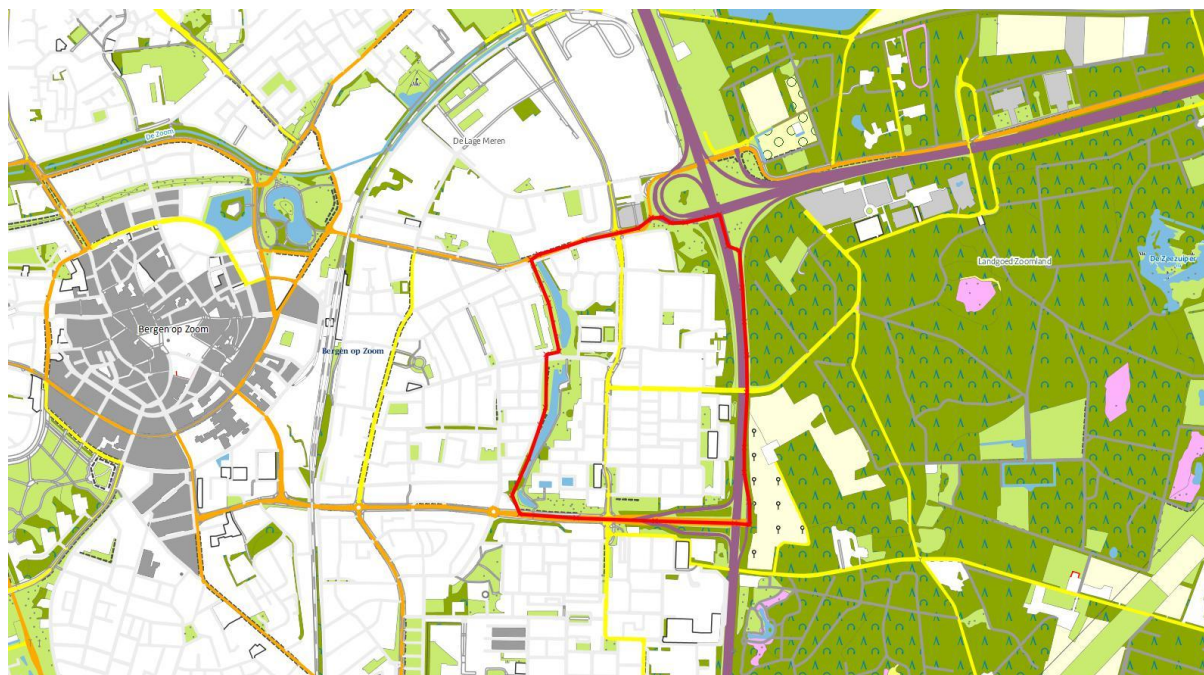 De Zoom
De Lage Meren
Landgoed Zoomland
De Zeezuiper
Bergen op Zoom
Bergen op Zoom